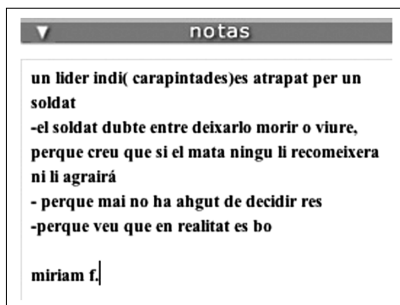 notas
un lider indi( carapintades)es atrapat per un
soldat
-el soldat dubte entre deixarlo morir o viure,
perque creu que si el mata ningu li recomeixera
ni li agrairá
- perque mai no ha ahgut de decidir res
-perque veu que en realitat es bo
miriam f.